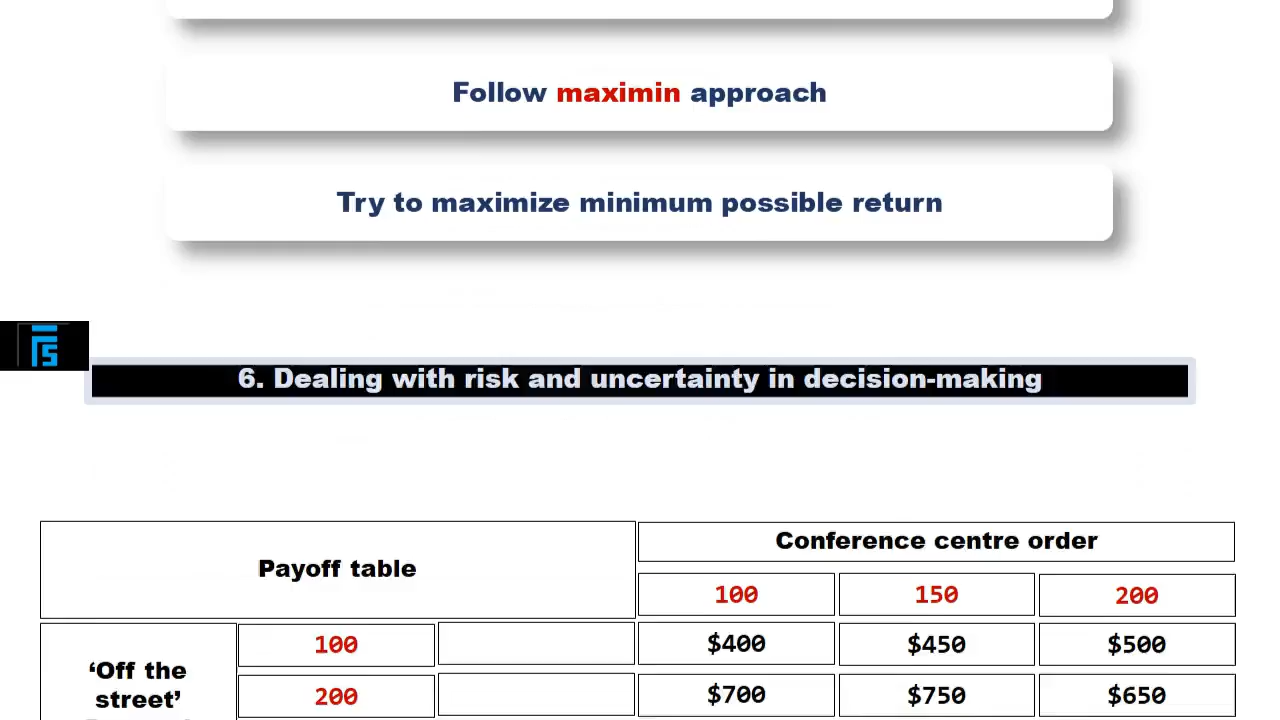 Follow maximin approach
Try to maximize minimum possible return
6. Dealing with risk and uncertainty in decision-making
Payoff table
Conference centre order
100 150 200
‘Off the
street’
100 $400 $450 $500
200 $700 $750 $650